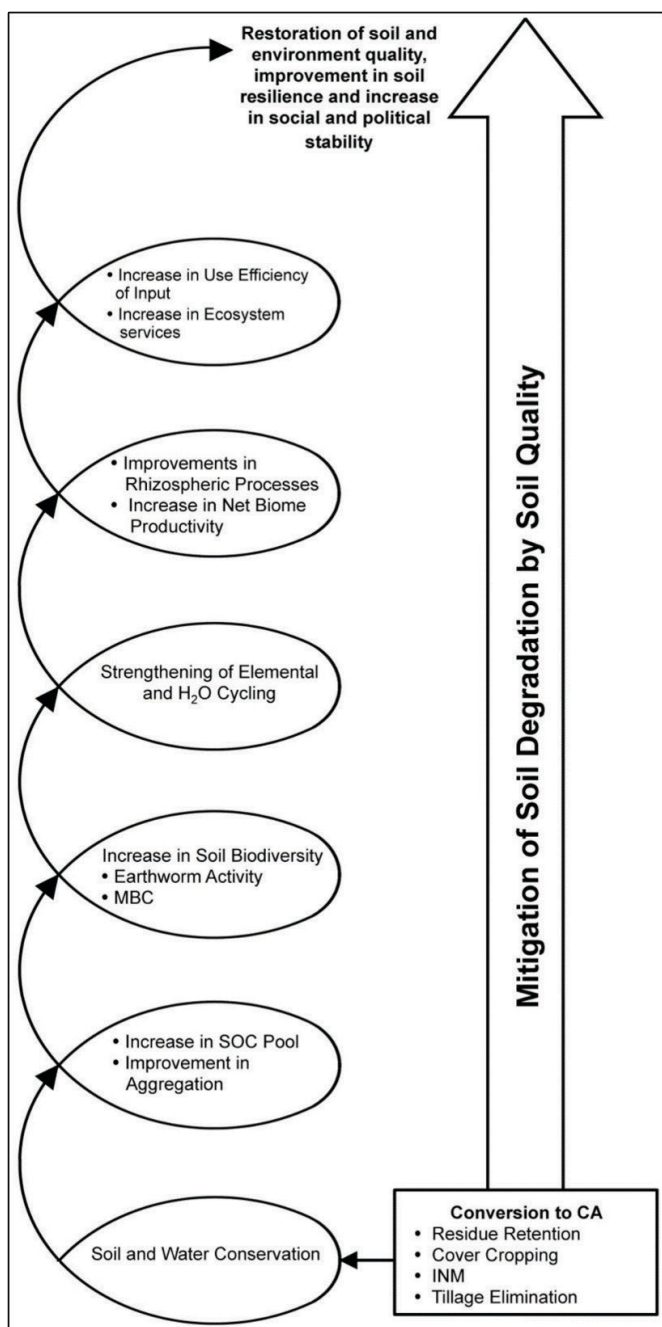 Restoration of soil and
environment quality,
improvement in soil
resilience and increase
in social and political
stability
• Increase in Use Efficiency
of Input
• Increase in Ecosystem
services
• Improvements in
Rhizospheric Processes
• Increase in Net Biome
Productivity
Strengthening of Elemental
and H₂O Cycling
Increase in Soil Biodiversity
• Earthworm Activity
• MBC
• Increase in SOC Pool
• Improvement in
Aggregation
Soil and Water Conservation
Mitigation of Soil Degradation by Soil Quality
Conversion to CA
• Residue Retention
• Cover Cropping
• INM
• Tillage Elimination